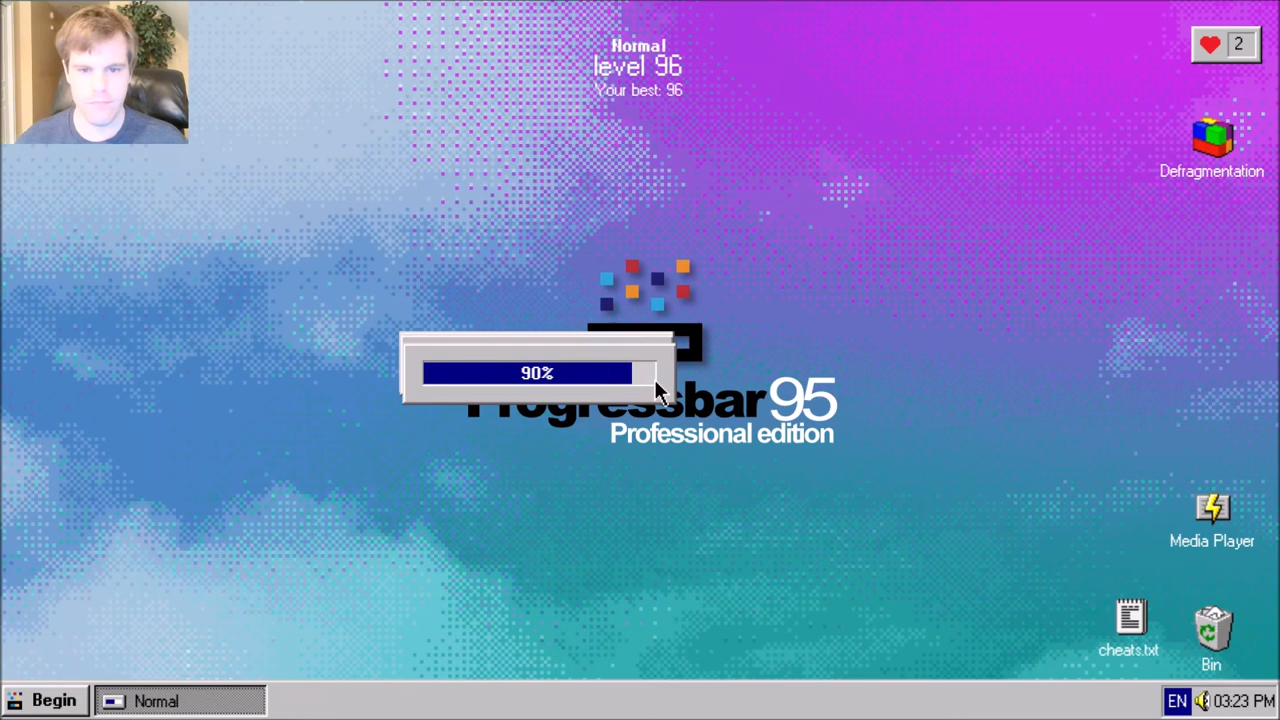 Normal
level 96
Your best: 96
2
Defragmentation
90%
Progressbar95
Professional edition
Media Player
cheats.txt
Bin
Begin
Normal
EN
03:23 PM